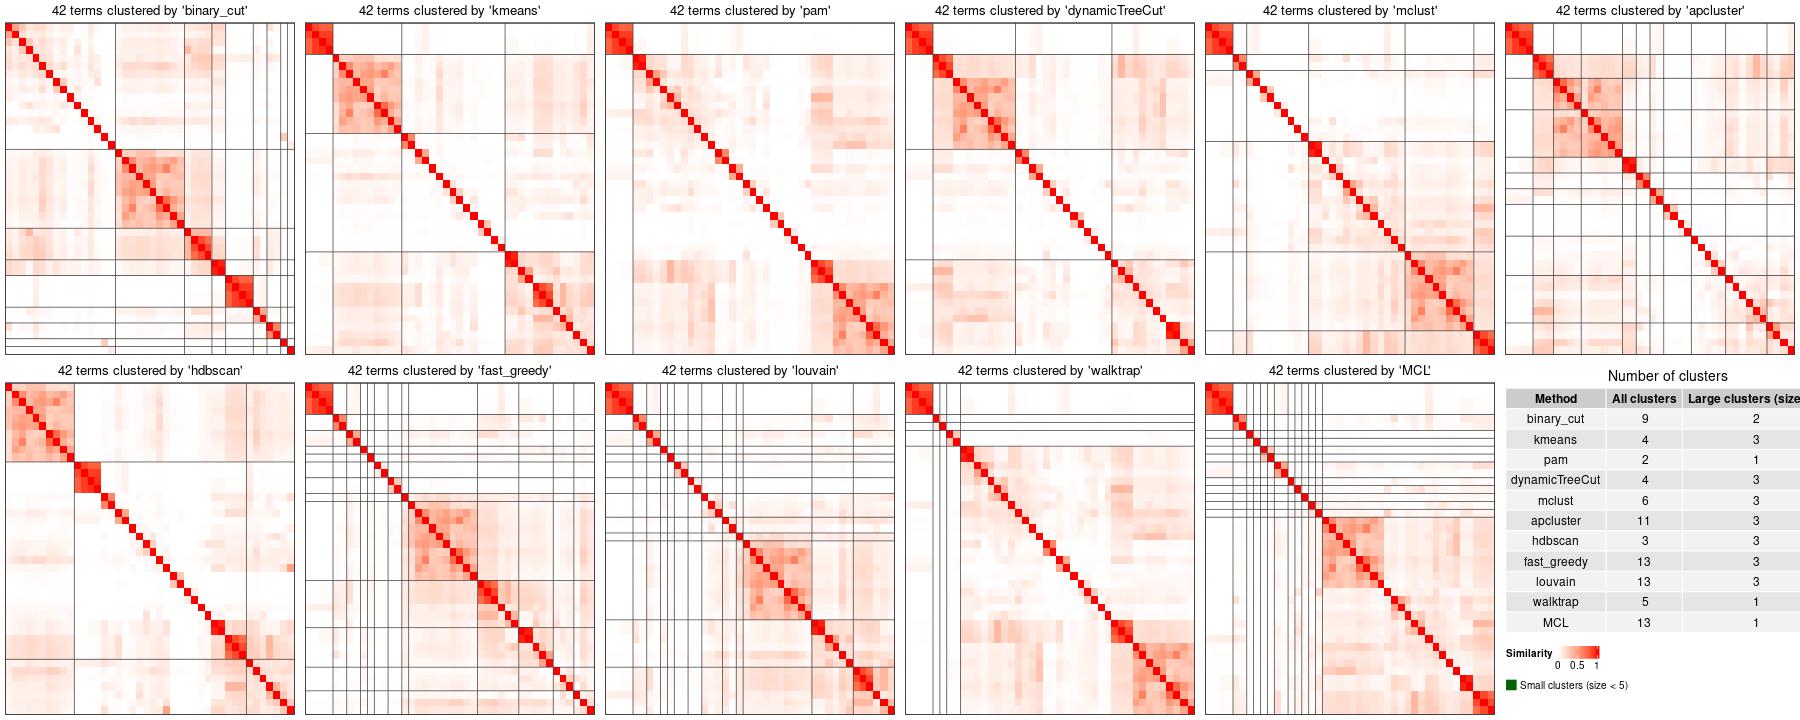 42 terms clustered by 'binary_cut'
42 terms clustered by 'kmeans'
42 terms clustered by 'pam'
42 terms clustered by 'dynamicTreeCut'
42 terms clustered by 'mclust'
42 terms clustered by 'apcluster'
42 terms clustered by 'hdbscan'
42 terms clustered by 'fast_greedy'
42 terms clustered by 'louvain'
42 terms clustered by 'walktrap'
42 terms clustered by 'MCL'
Number of clusters
Method All clusters Large clusters (size
binary_cut 9 2
kmeans 4 3
pam 2 1
dynamicTreeCut 4 3
mclust 6 3
apcluster 11 3
hdbscan 3 3
fast_greedy 13 3
louvain 13 3
walktrap 5 1
MCL 13 1
Similarity
0 0.5 1
Small clusters (size < 5)